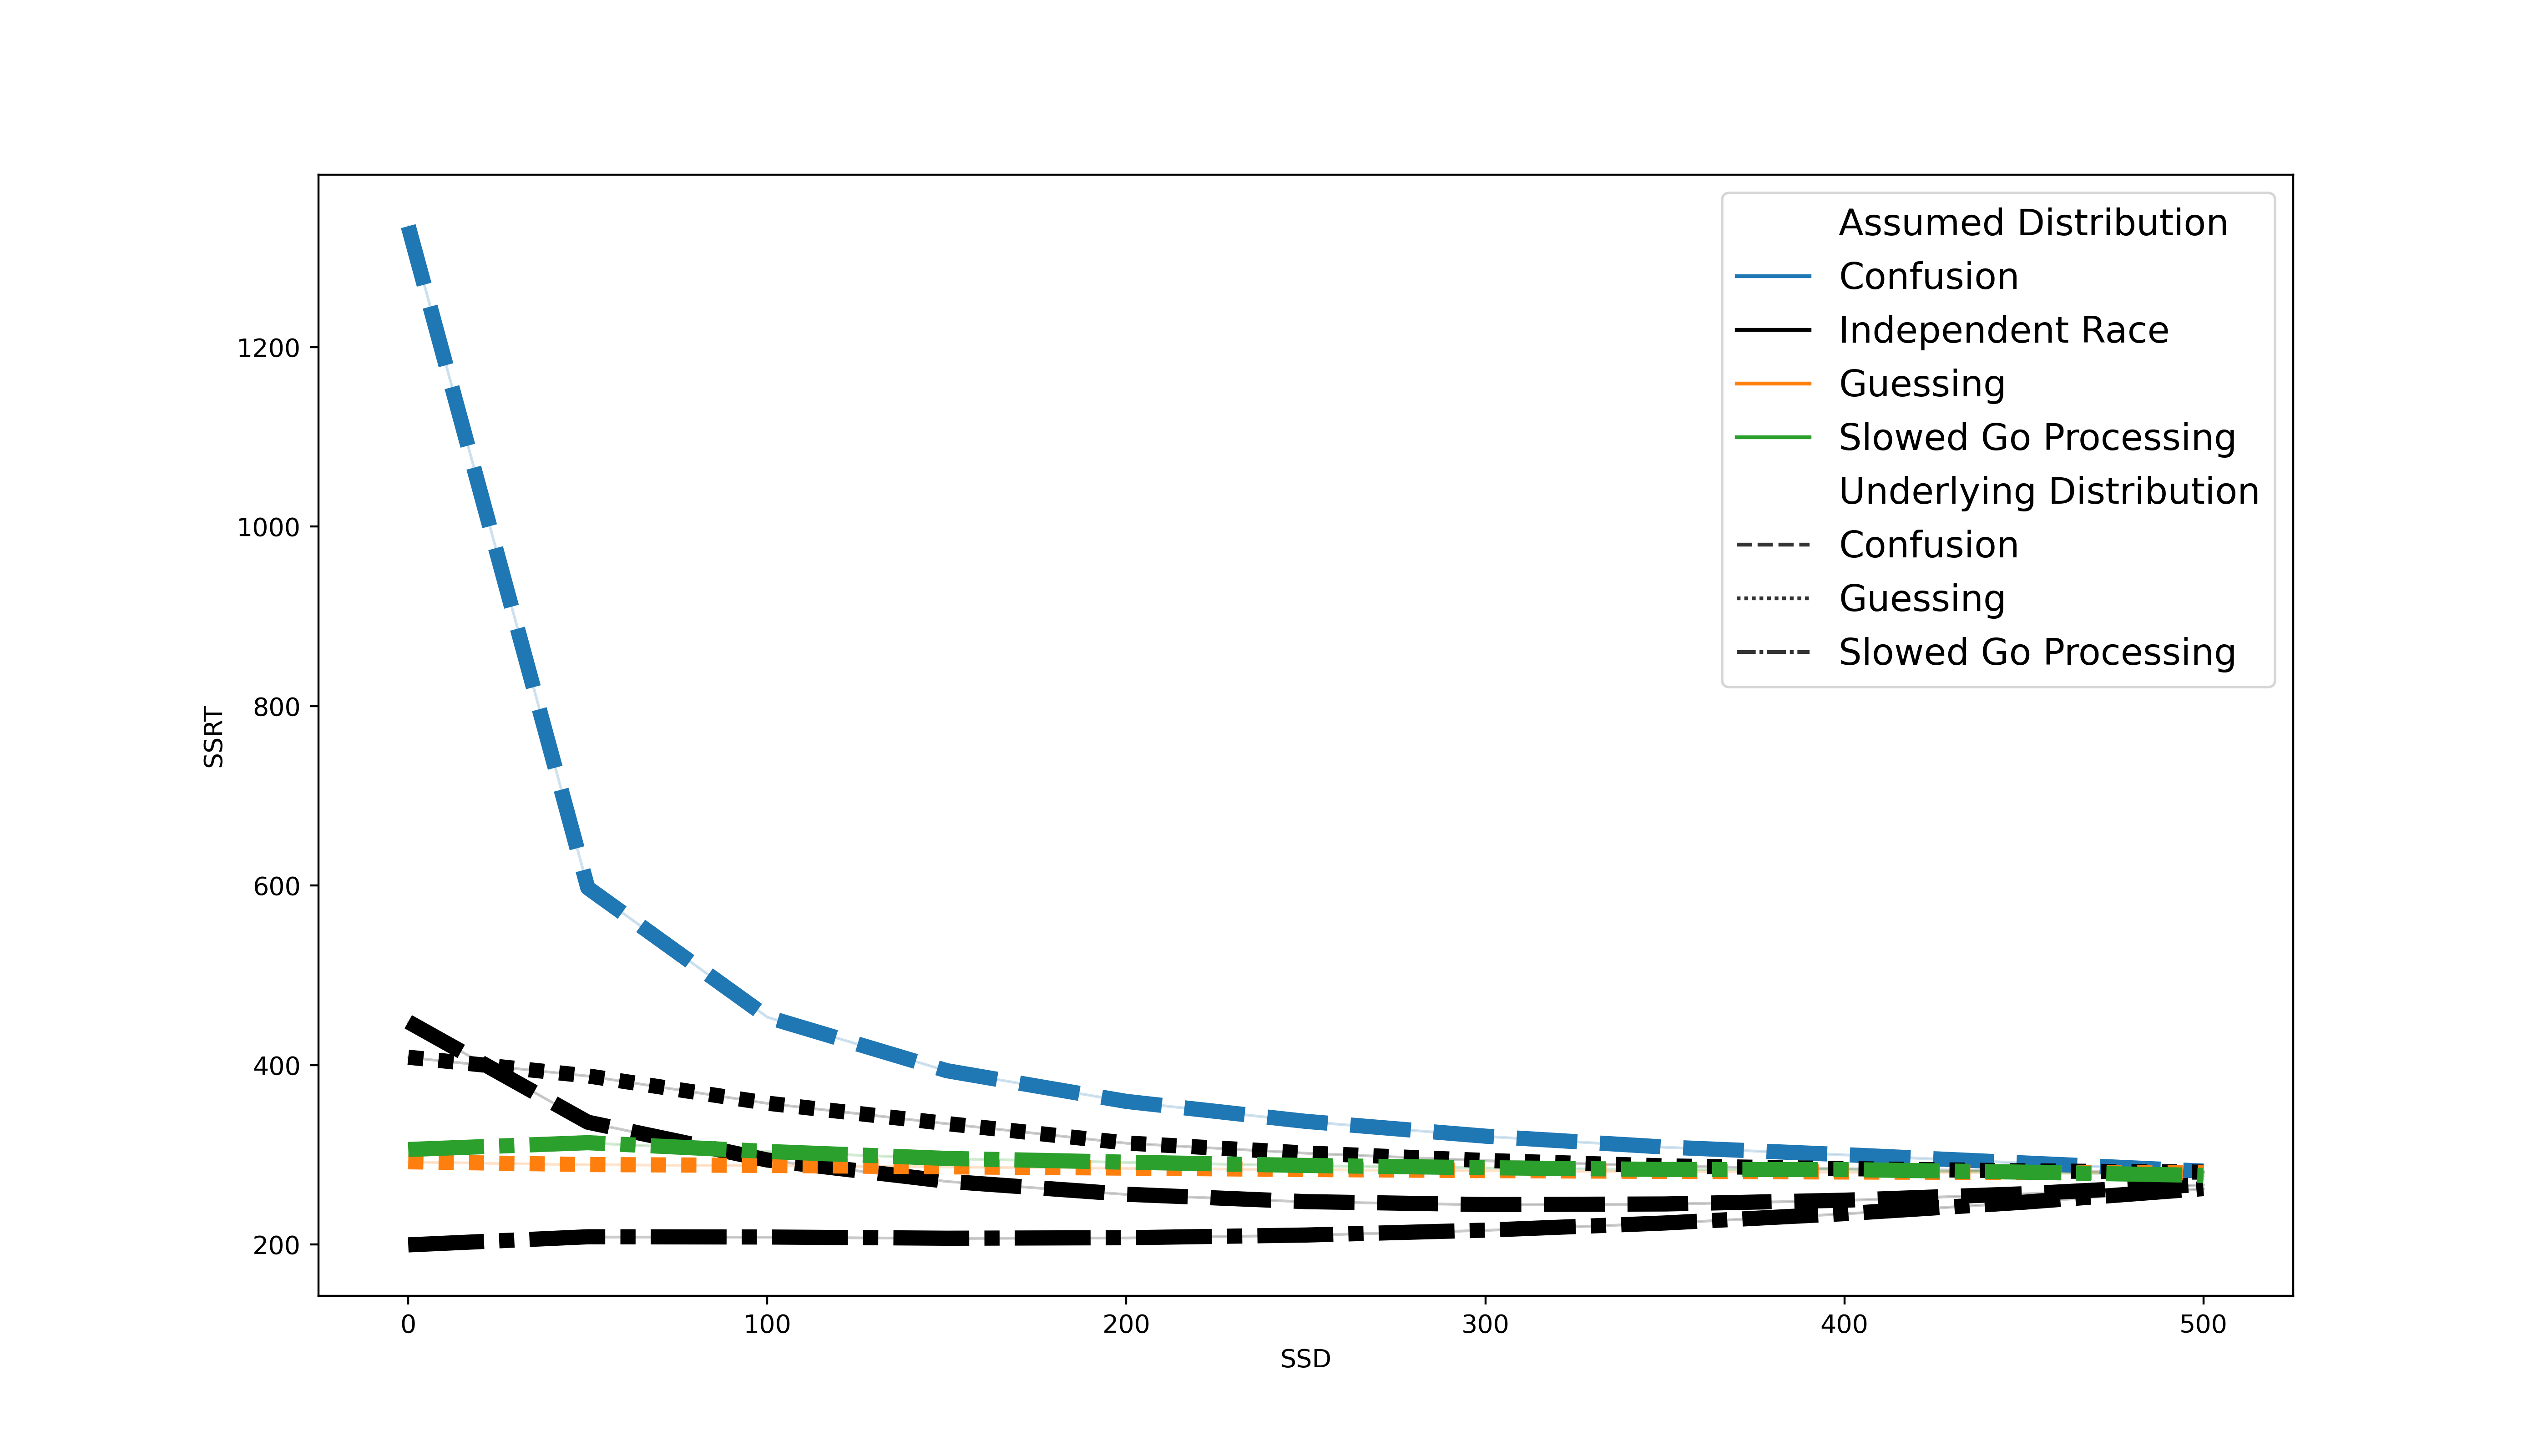 Assumed Distribution
Confusion
Independent Race
Guessing
Slowed Go Processing
Underlying Distribution
Confusion
Guessing
Slowed Go Processing
1200
1000
800
600
400
200
SSRT
0 100 200 300 400 500
SSD